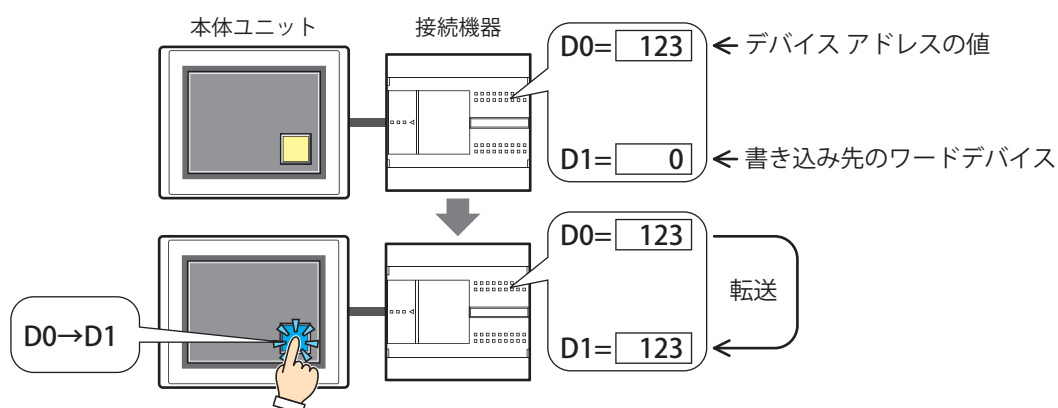 本体ユニット
接続機器
D0= 123
デバイス アドレスの値
D1= 0
書き込み先のワードデバイス
D0→D1
D0= 123
転送
D1= 123